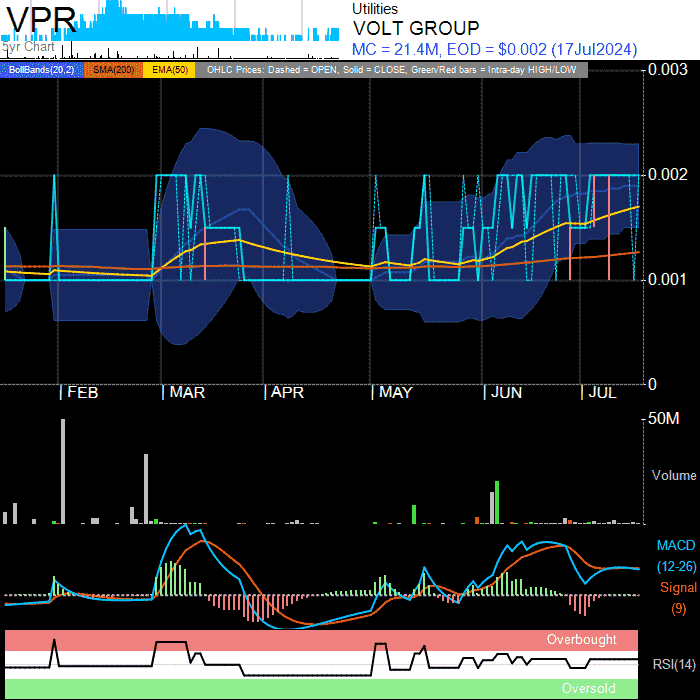 VPR
5yr Chart
Utilities
VOLT GROUP
MC = 21.4M, EOD = $0.002 (17Jul2024)
BollBands(20,2) SMA(200) EMA(50) OHLC Prices: Dashed = OPEN, Solid = CLOSE, Green/Red bars = Intra-day HIGH/LOW
0.003
0.002
0.001
0
FEB MAR APR MAY JUN JUL
50M
Volume
MACD
(12-26)
Signal
(9)
Overbought
RSI(14)
Oversold